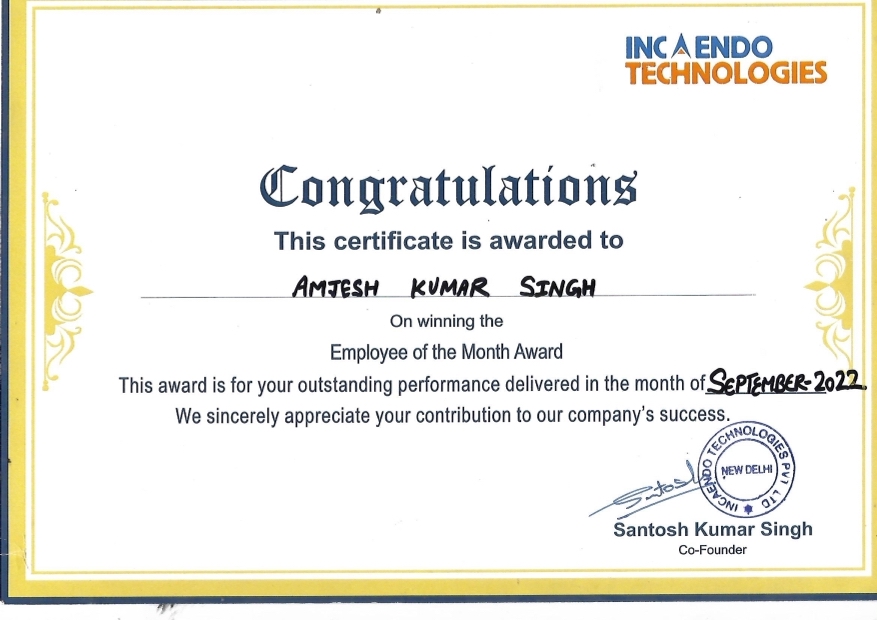 INCAENDO
TECHNOLOGIES
Congratulations
This certificate is awarded to
AMJESH KUMAR SINGH
On winning the
Employee of the Month Award
This award is for your outstanding performance delivered in the month of SEPTEMBER-2022.
We sincerely appreciate your contribution to our company's success.
Santosh
INCAENDO TECHNOLOGIES PVT LTD
NEW DELHI
Santosh Kumar Singh
Co-Founder